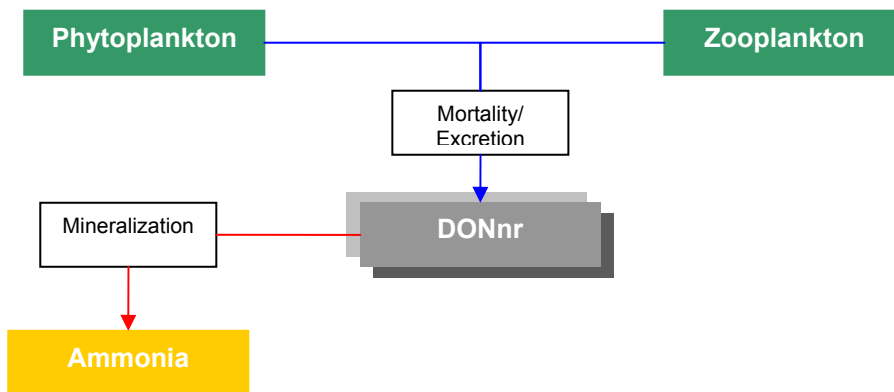 Phytoplankton
Zooplankton
Mortality/
Excretion
DONnr
Mineralization
Ammonia